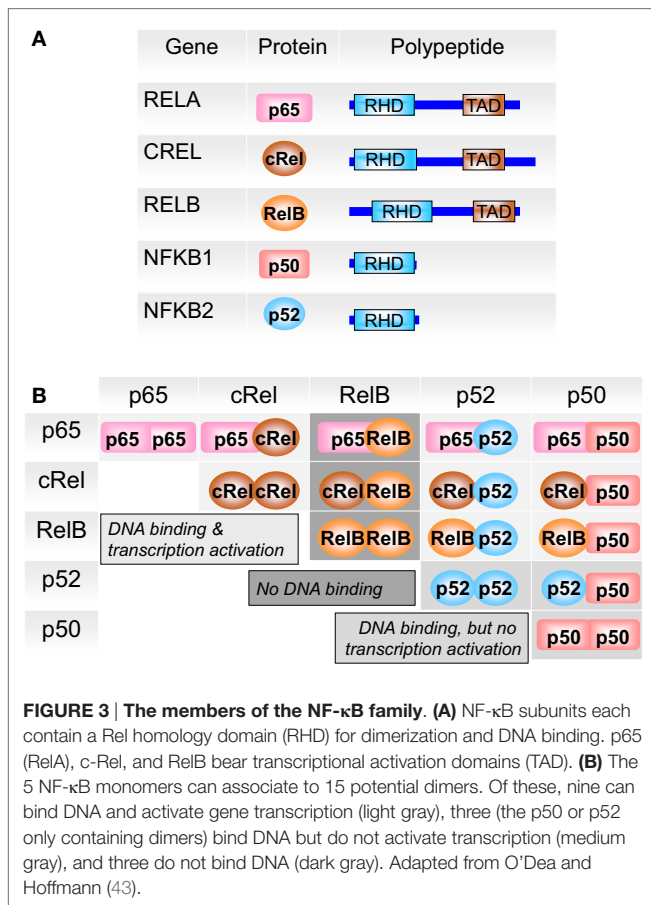 A
Gene Protein Polypeptide
RELA p65 RHD TAD
CREL cRel RHD TAD
RELB RelB RHD TAD
NFKB1 p50 RHD
NFKB2 p52 RHD
B
p65 cRel RelB p52 p50
p65 p65 p65 p65 cRel p65 RelB p65 p52 p65 p50
cRel cRel cRel cRel RelB cRel p52 cRel p50
RelB RelB RelB RelB p52 RelB p50
DNA binding &
transcription activation
p52 p52 p52 p52 p50
No DNA binding
p50 p50 p50
DNA binding, but no
transcription activation
FIGURE 3 | The members of the NF-κB family. (A) NF-κB subunits each
contain a Rel homology domain (RHD) for dimerization and DNA binding. p65
(RelA), c-Rel, and RelB bear transcriptional activation domains (TAD). (B) The
5 NF-κB monomers can associate to 15 potential dimers. Of these, nine can
bind DNA and activate gene transcription (light gray), three (the p50 or p52
only containing dimers) bind DNA but do not activate transcription (medium
gray), and three do not bind DNA (dark gray). Adapted from O’Dea and
Hoffmann (43).